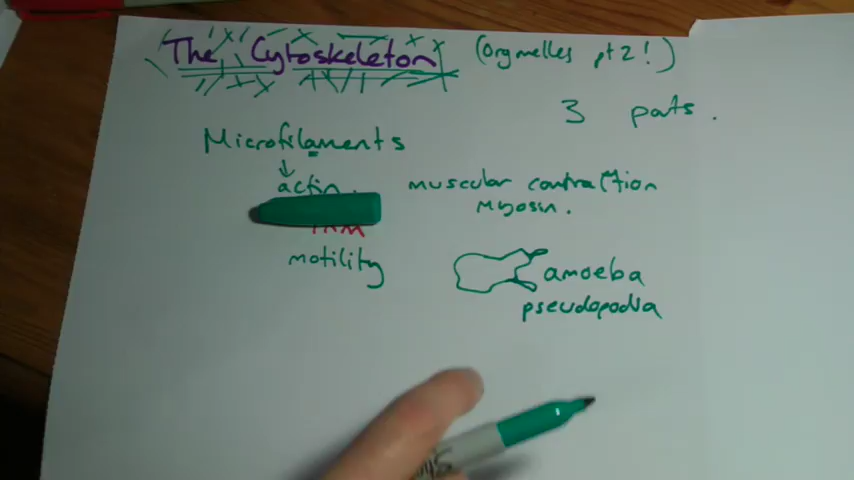 The Cytoskeleton (Organelles pt 2!)
3 parts.
Microfilaments
actin. muscular contraction
myosin.
motility
amoeba
pseudopodia